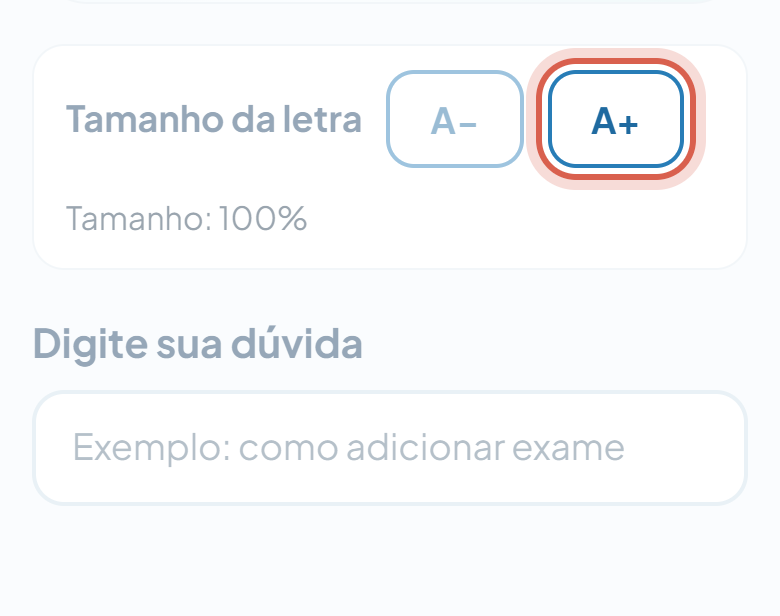 Tamanho da letra A− A+
Tamanho: 100%
Digite sua dúvida
Exemplo: como adicionar exame